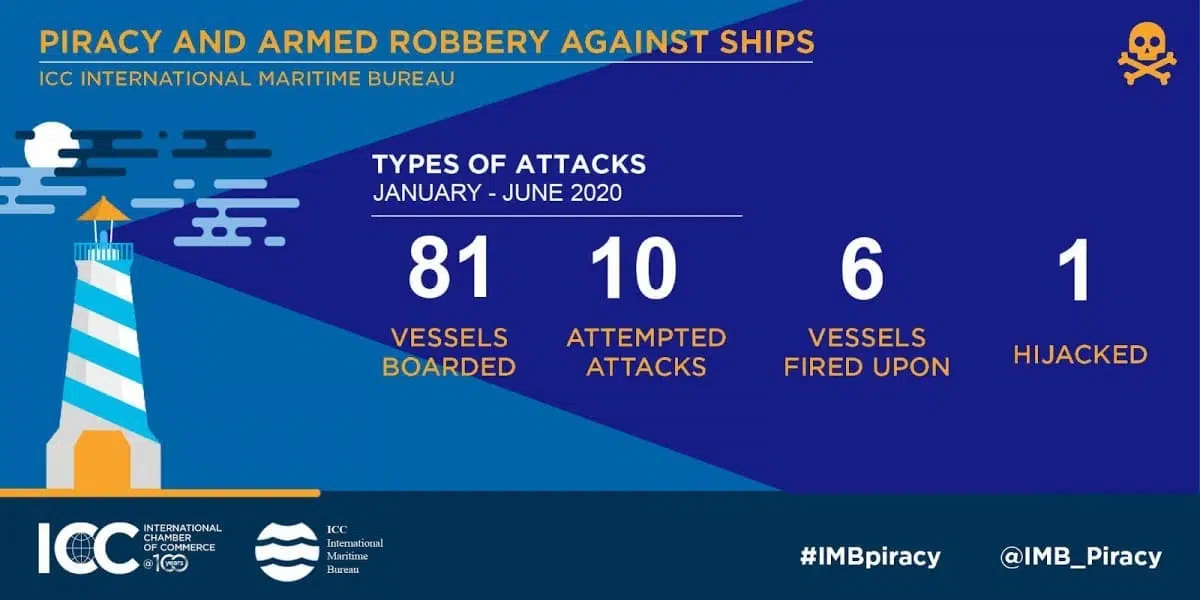 PIRACY AND ARMED ROBBERY AGAINST SHIPS
ICC INTERNATIONAL MARITIME BUREAU
TYPES OF ATTACKS
JANUARY - JUNE 2020
81
VESSELS
BOARDED
10
ATTEMPTED
ATTACKS
6
VESSELS
FIRED UPON
1
HIJACKED
ICC
INTERNATIONAL
CHAMBER
OF COMMERCE
@100 years
ICC
International
Maritime
Bureau
#IMBpiracy
@IMB_Piracy